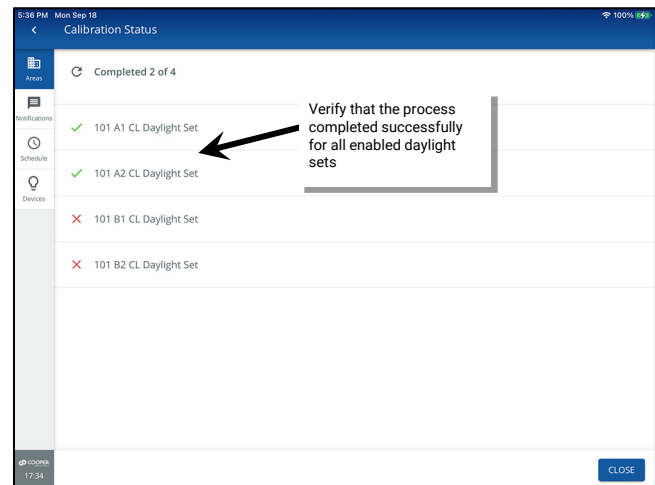 5:36 PM Mon Sep 18
100%
Calibration Status
Areas
Completed 2 of 4
Notifications
101 A1 CL Daylight Set
Verify that the process
completed successfully
for all enabled daylight
sets
Schedule
101 A2 CL Daylight Set
Devices
101 B1 CL Daylight Set
101 B2 CL Daylight Set
COOPER
17:34
CLOSE